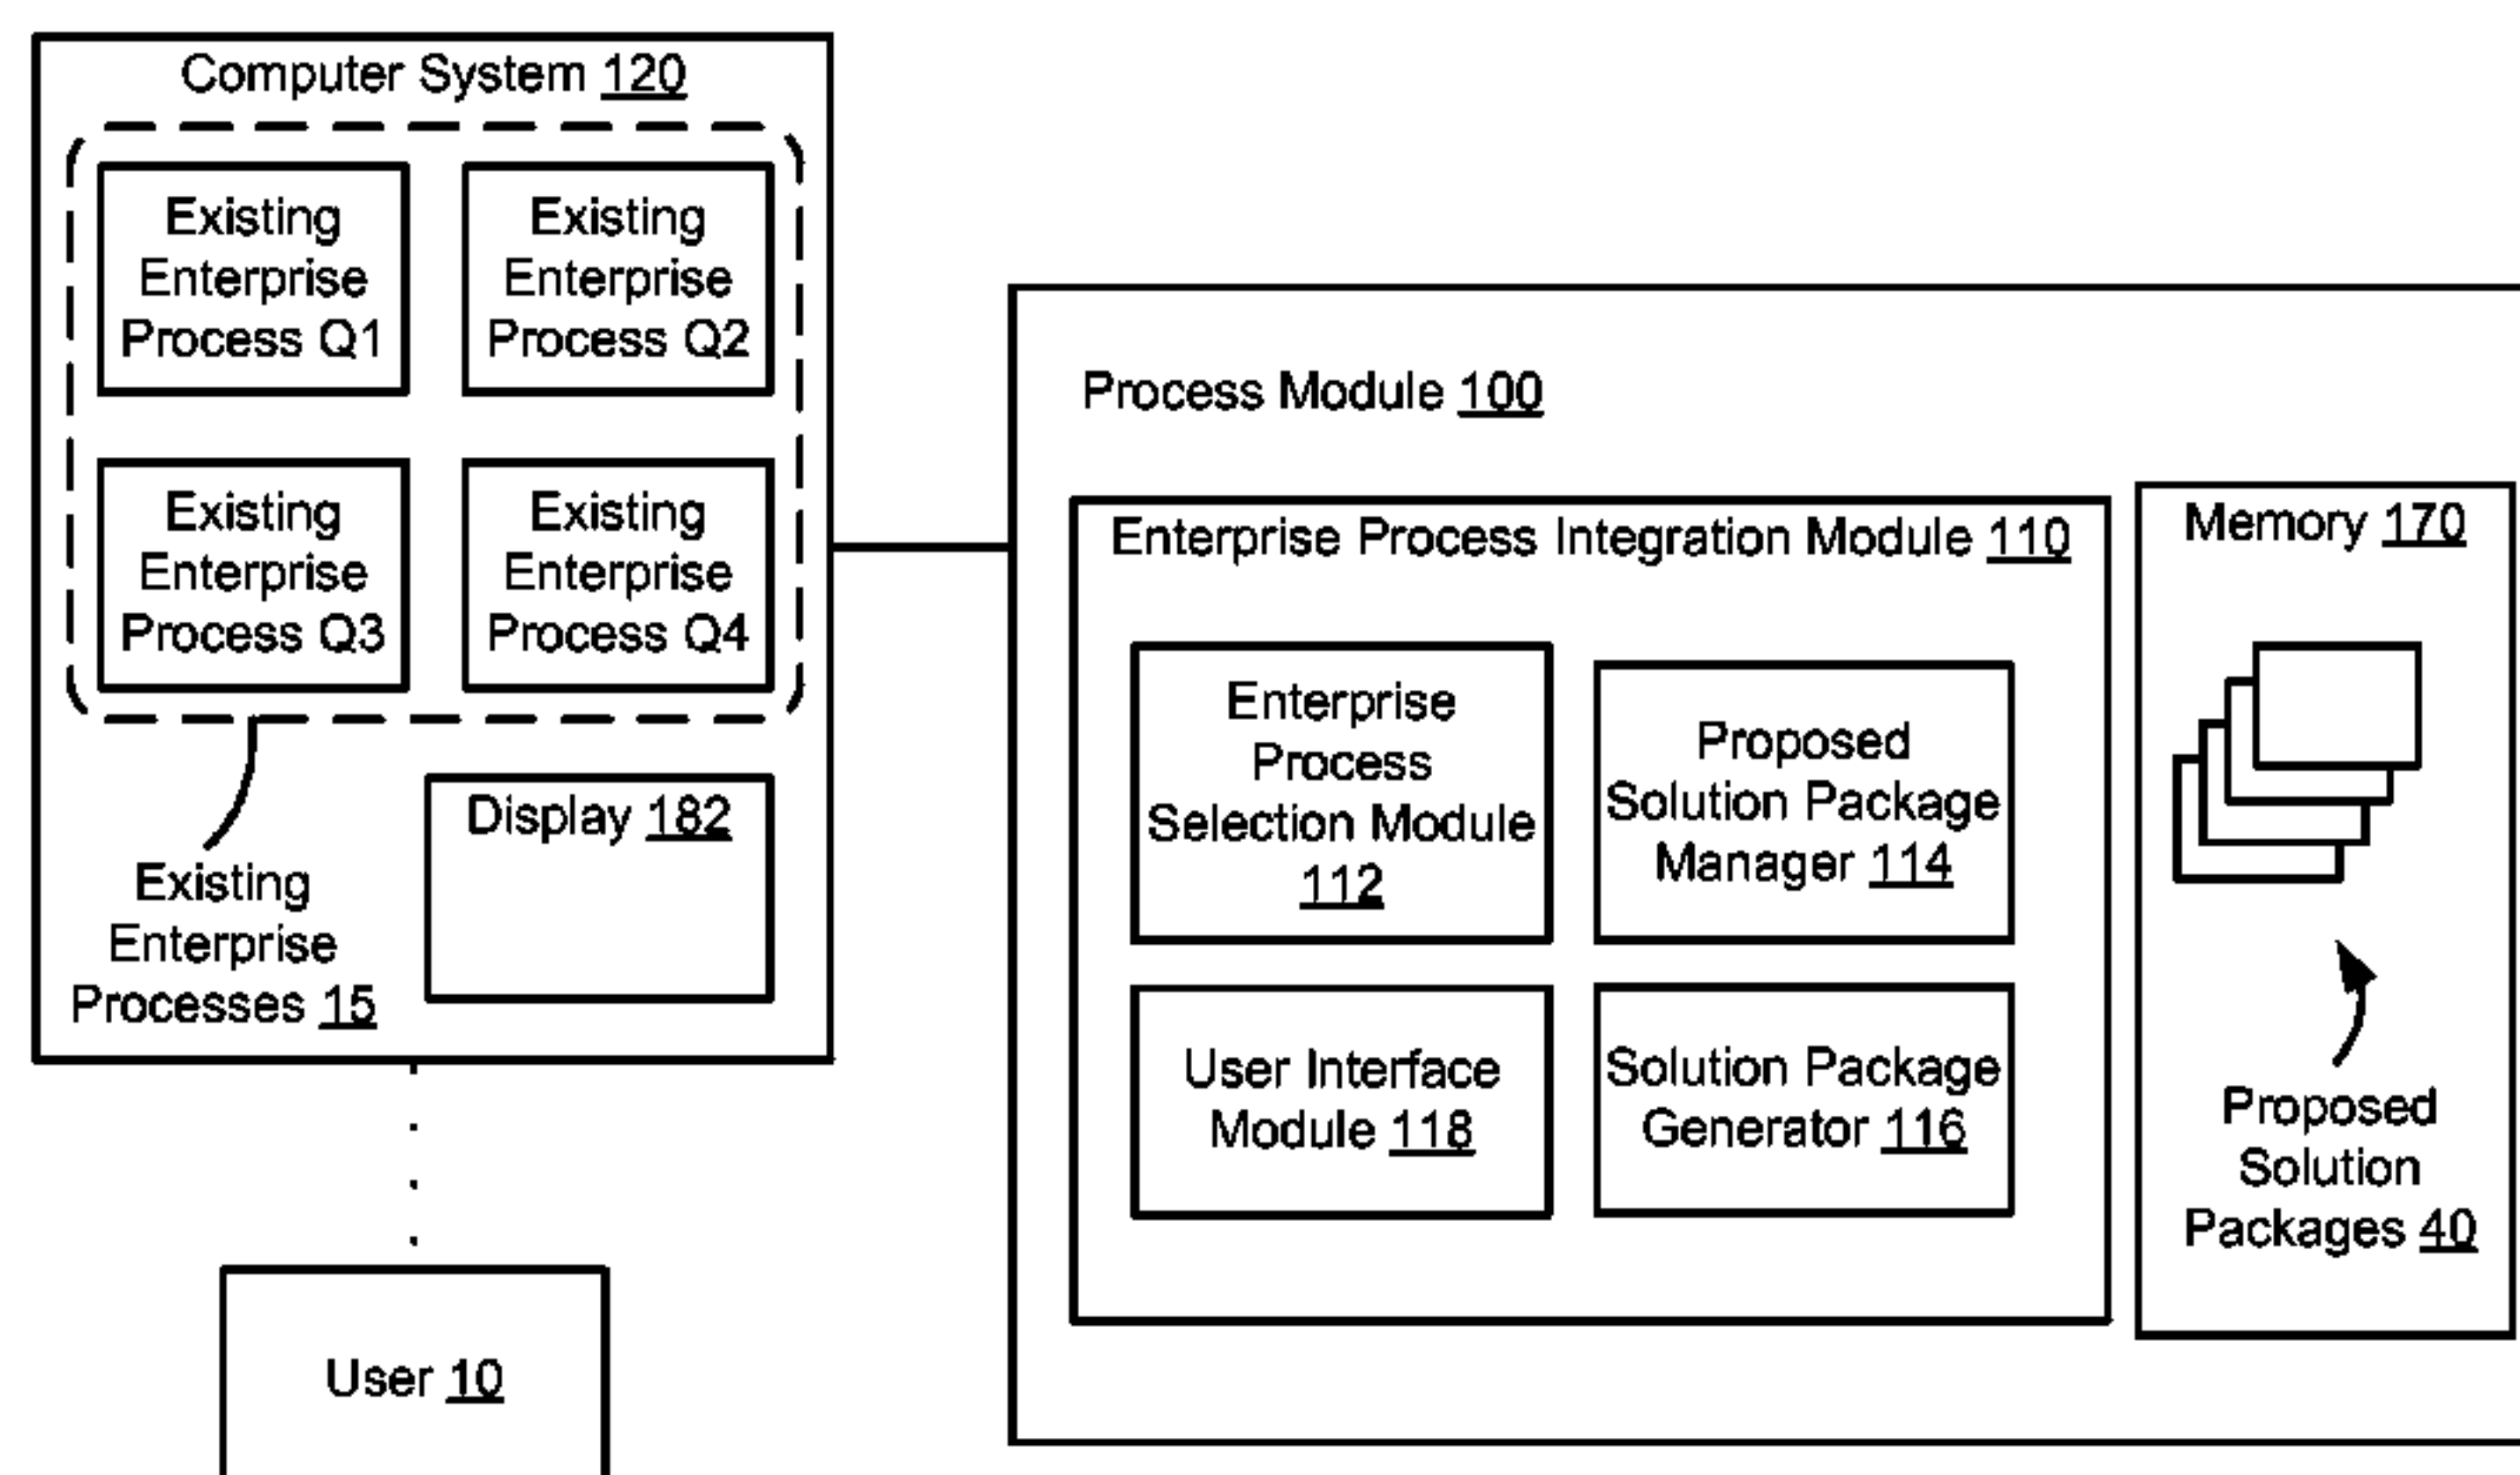 Computer System 120
Existing
Enterprise
Process Q1
Existing
Enterprise
Process Q2
Existing
Enterprise
Process Q3
Existing
Enterprise
Process Q4
Existing
Enterprise
Processes 15
Display 182
User 10
Process Module 100
Enterprise Process Integration Module 110
Enterprise
Process
Selection Module
112
Proposed
Solution Package
Manager 114
User Interface
Module 118
Solution Package
Generator 116
Memory 170
Proposed
Solution
Packages 40